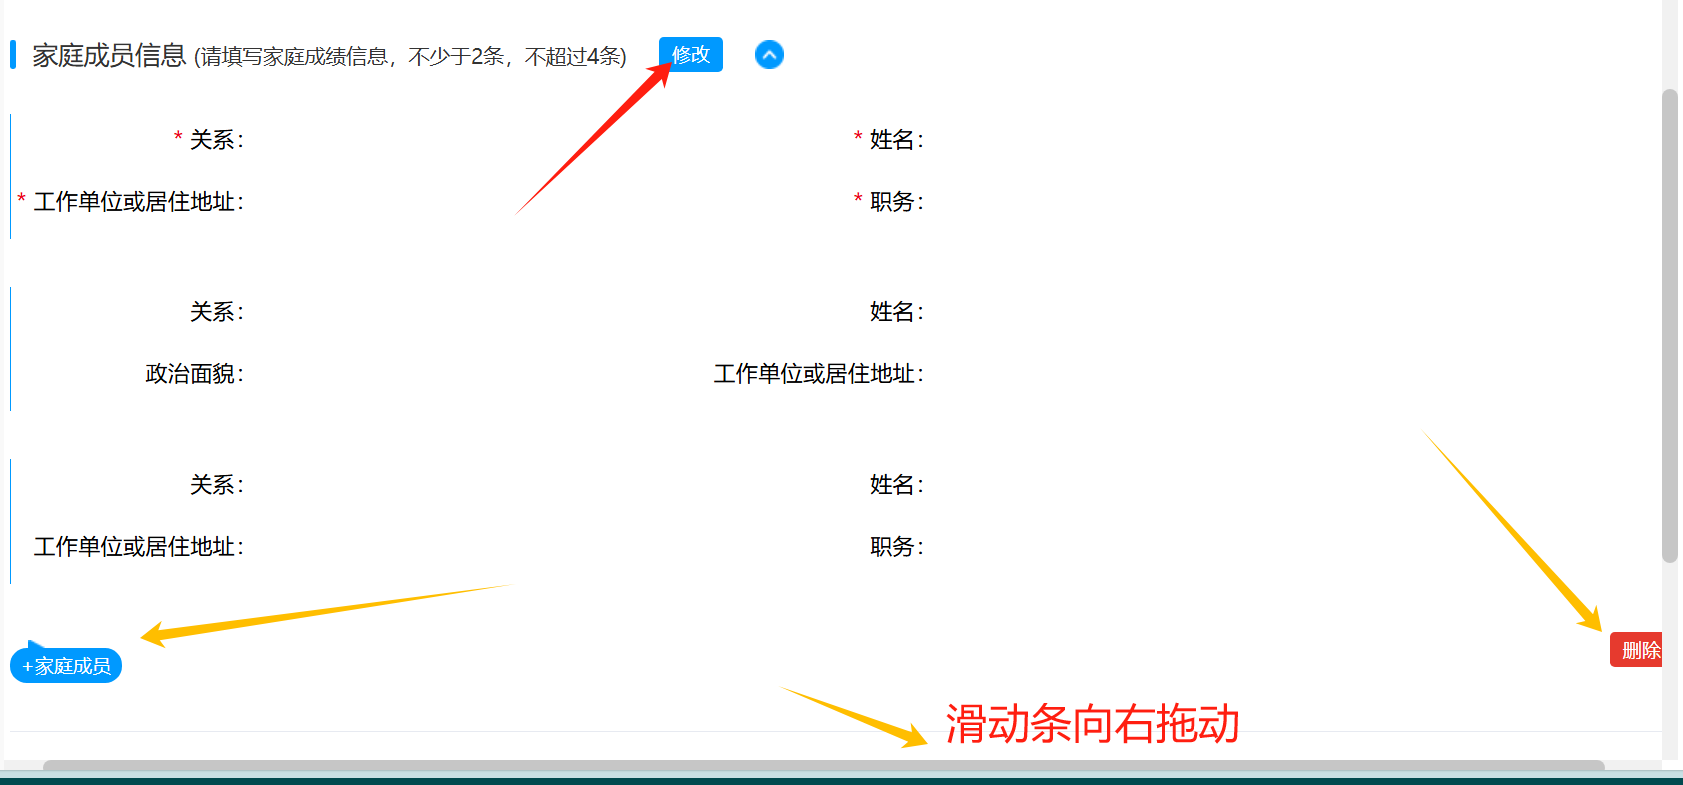 家庭成员信息 (请填写家庭成绩信息，不少于2条，不超过4条) 修改
* 关系： * 姓名：
* 工作单位或居住地址： * 职务：
关系： 姓名：
政治面貌： 工作单位或居住地址：
关系： 姓名：
工作单位或居住地址： 职务：
+家庭成员 删除
滑动条向右拖动